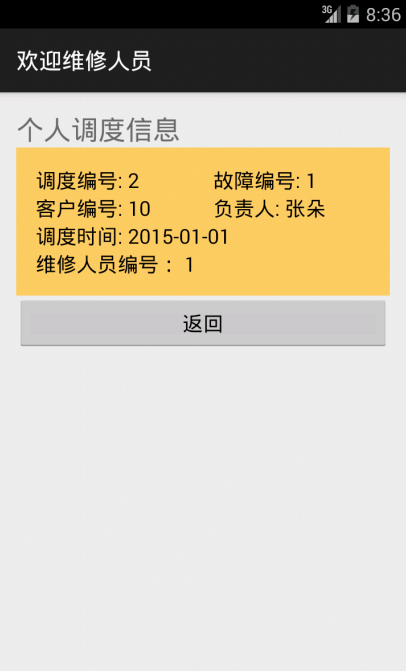 3G 8:36
欢迎维修人员
个人调度信息
调度编号: 2 故障编号: 1
客户编号: 10 负责人: 张朵
调度时间: 2015-01-01
维修人员编号 : 1
返回